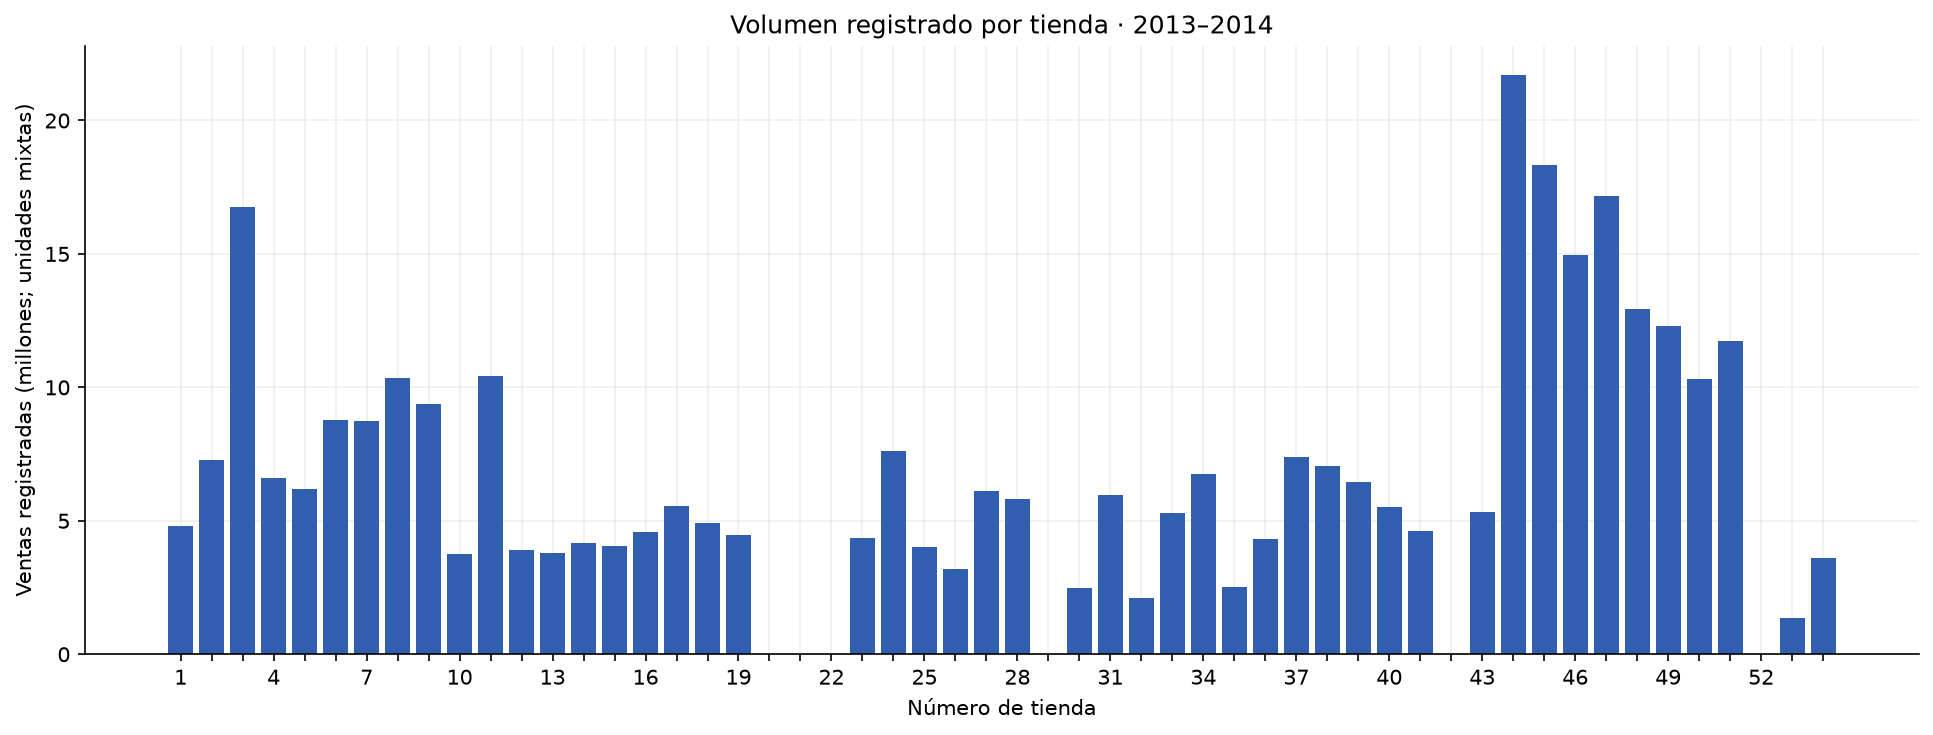 Volumen registrado por tienda · 2013–2014
Ventas registradas (millones; unidades mixtas)
20
15
10
5
0
1 4 7 10 13 16 19 22 25 28 31 34 37 40 43 46 49 52
Número de tienda